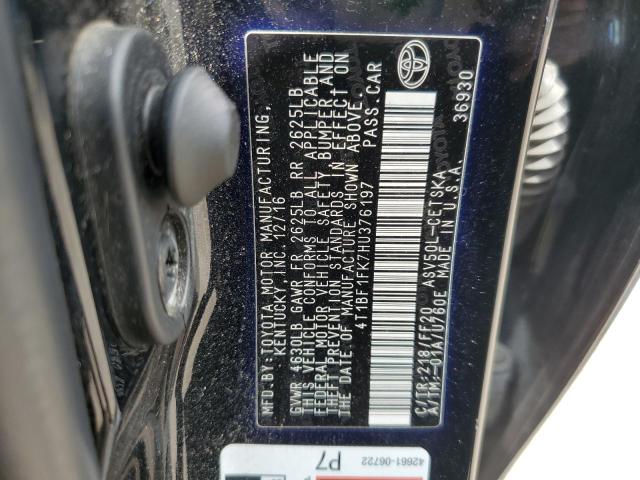 MFD.BY:TOYOTA MOTOR MANUFACTURING,
KENTUCKY,INC. 12/16
GVWR 4630LB GAWR FR 2625LB RR 2625LB
THIS VEHICLE CONFORMS TO ALL APPLICABLE
FEDERAL MOTOR VEHICLE SAFETY, BUMPER, AND
THEFT PREVENTION STANDARDS IN EFFECT ON
THE DATE OF MANUFACTURE SHOWN ABOVE.
4T1BF1FK7HU376197 PASS.CAR
C/TR:218/FF20 ASV50L-CETSKA
A/TM:-01A/U760E MADE IN U.S.A. 36930
TOYOTA
42661-06722
P7